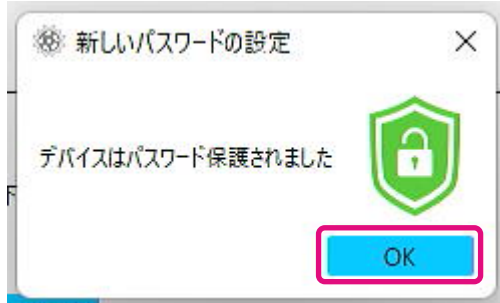 新しいパスワードの設定
デバイスはパスワード保護されました
下
OK